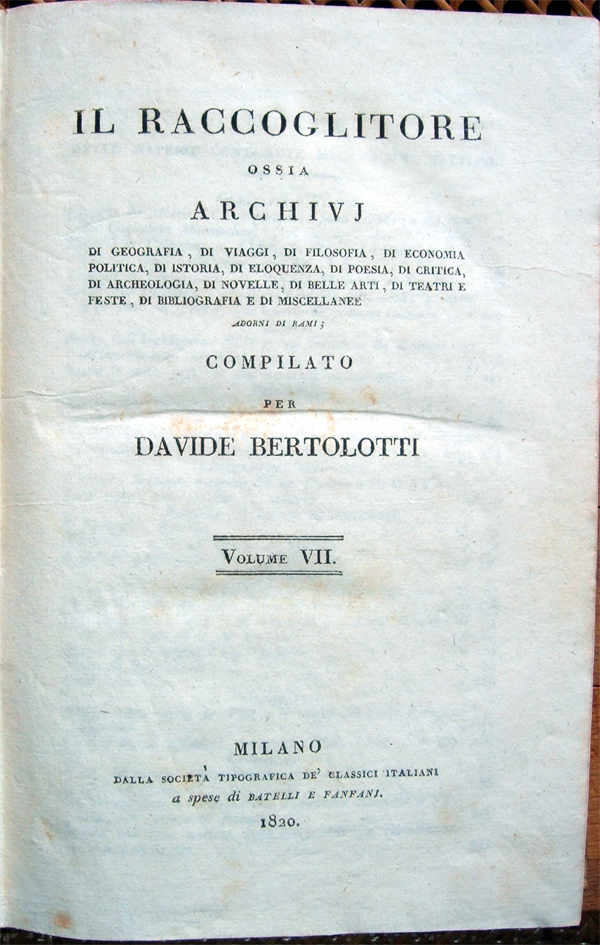 IL RACCOGLITORE
OSSIA
ARCHIVJ
DI GEOGRAFIA, DI VIAGGI, DI FILOSOFIA, DI ECONOMIA
POLITICA, DI ISTORIA, DI ELOQUENZA, DI POESIA, DI CRITICA,
DI ARCHEOLOGIA, DI NOVELLE, DI BELLE ARTI, DI TEATRI E
FESTE, DI BIBLIOGRAFIA E DI MISCELLANEE
ADORNI DI RAMI;
COMPILATO
PER
DAVIDE BERTOLOTTI
VOLUME VII.
MILANO
DALLA SOCIETÀ TIPOGRAFICA DE' CLASSICI ITALIANI
a spese di BATELLI E FANFANI.
1820.